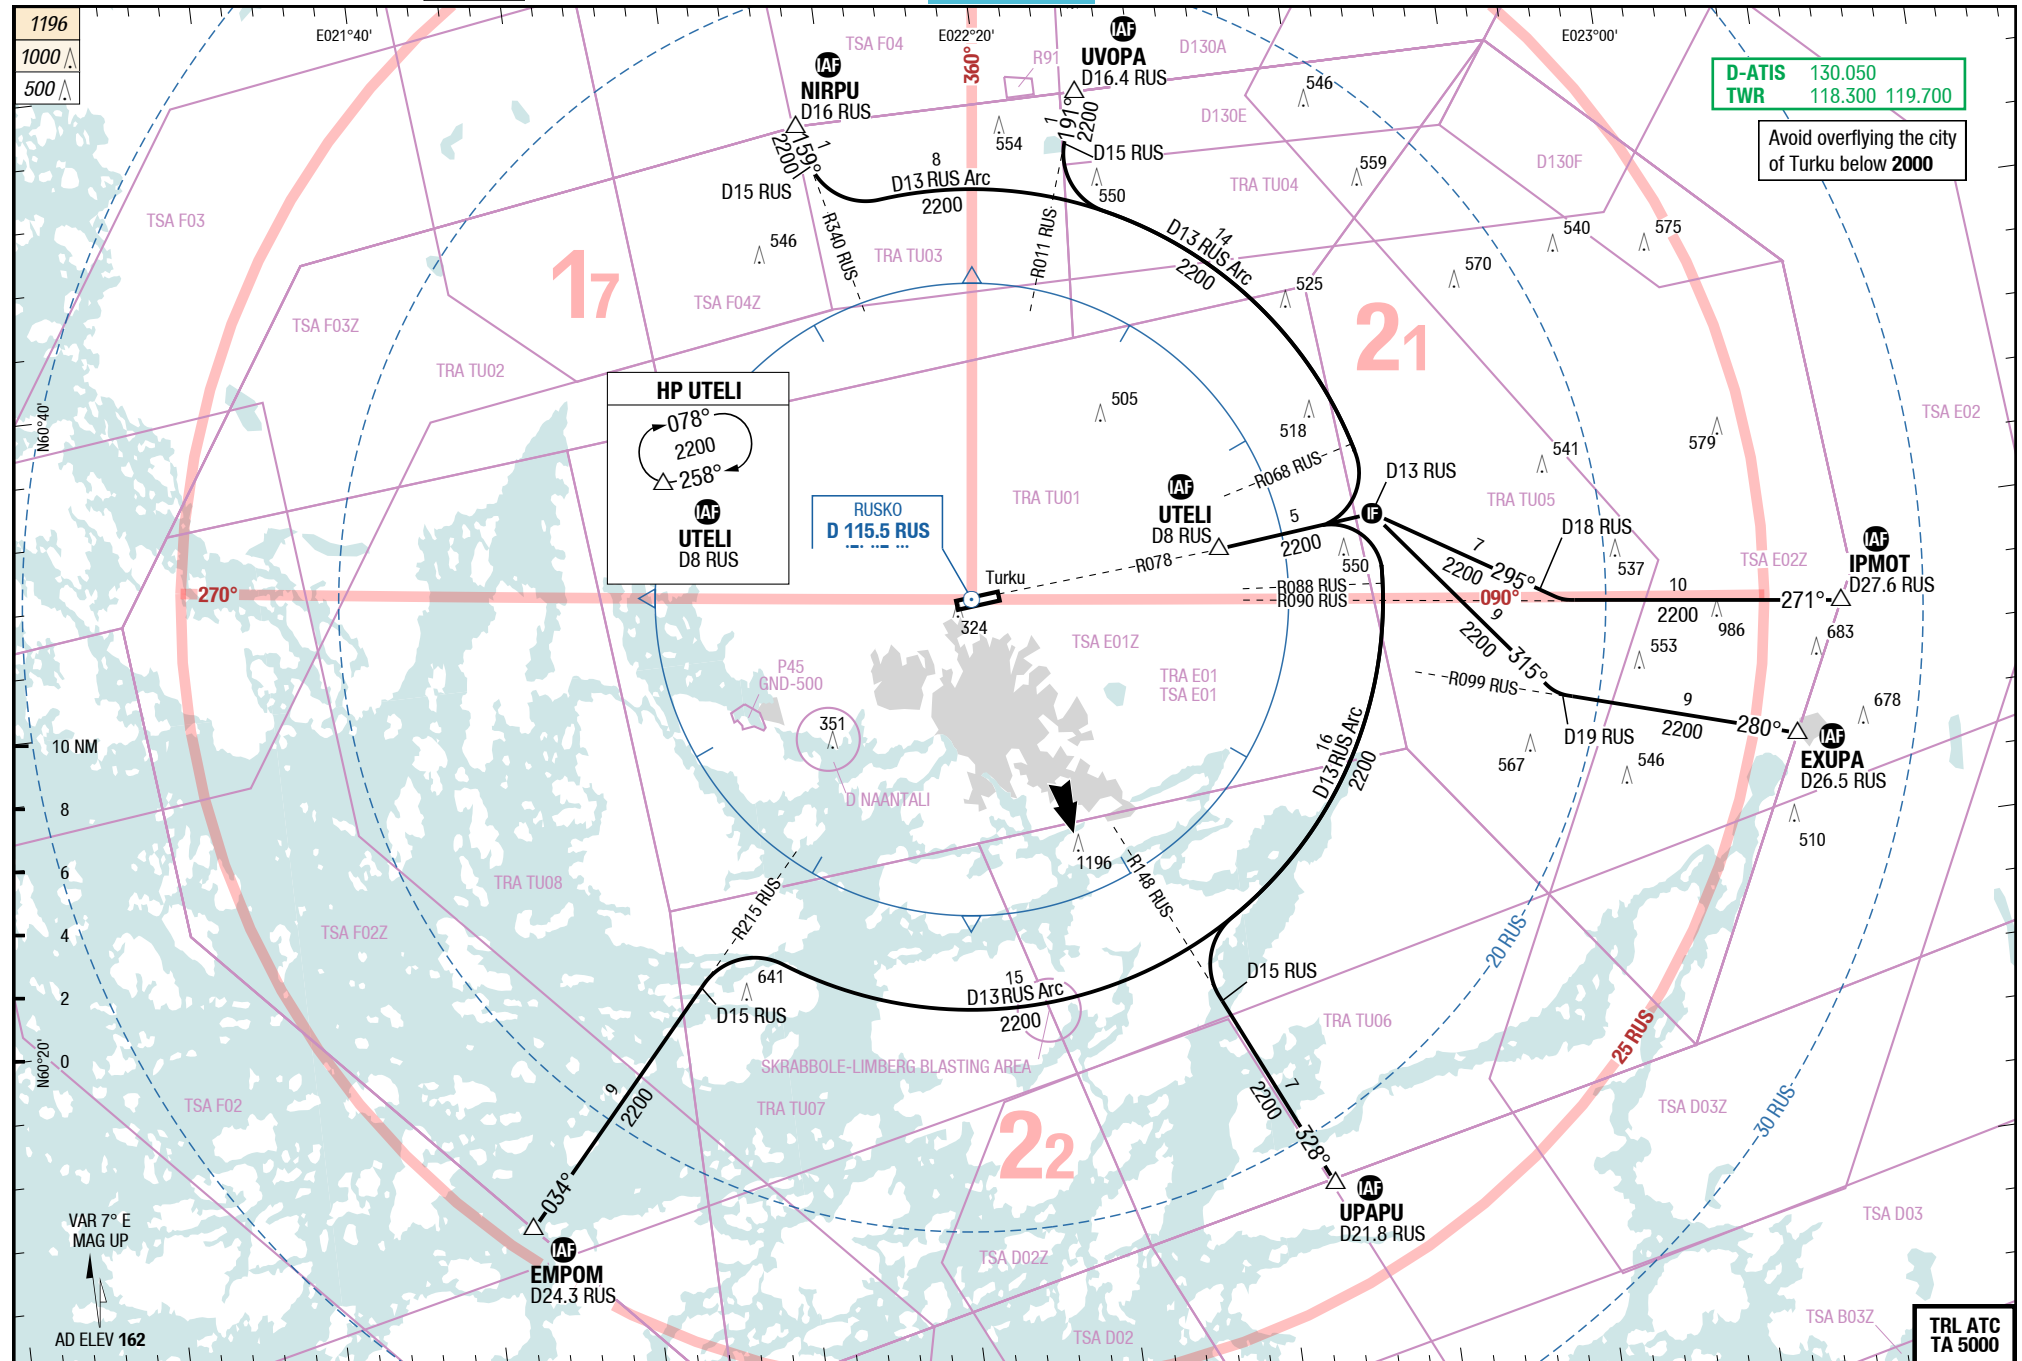 1196
1000
500
E021°40'
E022°20'
E023°00'
TSA F04
R91
D130A
IAF
NIRPU
D16 RUS
IAF
UVOPA
D16.4 RUS
360°
D-ATIS 130.050
TWR 118.300 119.700
Avoid overflying the city
of Turku below 2000
546
554
D130E
D130F
559
1
159°
2200
D15 RUS
1
191°
2200
D15 RUS
8
D13 RUS Arc
2200
550
TRA TU04
TSA F03
546
R340 RUS
TRA TU03
R011 RUS
14
D13 RUS Arc
2200
540
575
570
525
17
TSA F04Z
21
TSA F03Z
TRA TU02
HP UTELI
078°
2200
258°
IAF
UTELI
D8 RUS
505
518
579
TSA E02
541
N60°40'
R068 RUS
D13 RUS
TRA TU01
IAF
UTELI
D8 RUS
5
2200
IF
TRA TU05
RUSKO
D 115.5 RUS
R078
550
7
2200
295°
D18 RUS
537
TSA E02Z
IAF
IPMOT
D27.6 RUS
Turku
R088 RUS
R090 RUS
270°
090°
10
2200
271°
324
986
683
TSA E01Z
9
2200
315°
553
P45
GND-500
TRA E01
TSA E01
R099 RUS
9
2200
280°
678
351
D19 RUS
IAF
EXUPA
D26.5 RUS
10 NM
16
D13 RUS Arc
2200
567
546
D NAANTALI
8
510
1196
6
R148 RUS
TRA TU08
R215 RUS
4
TSA F02Z
20 RUS
641
15
D13 RUS Arc
2200
D15 RUS
2
D15 RUS
TRA TU06
25 RUS
N60°20'
0
SKRABBOLE-LIMBERG BLASTING AREA
9
2200
TSA F02
TRA TU07
7
2200
328°
TSA D03Z
30 RUS
22
034°
IAF
UPAPU
D21.8 RUS
TSA D03
VAR 7° E
MAG UP
IAF
EMPOM
D24.3 RUS
TSA D02Z
AD ELEV 162
TSA D02
TSA B03Z
TRL ATC
TA 5000